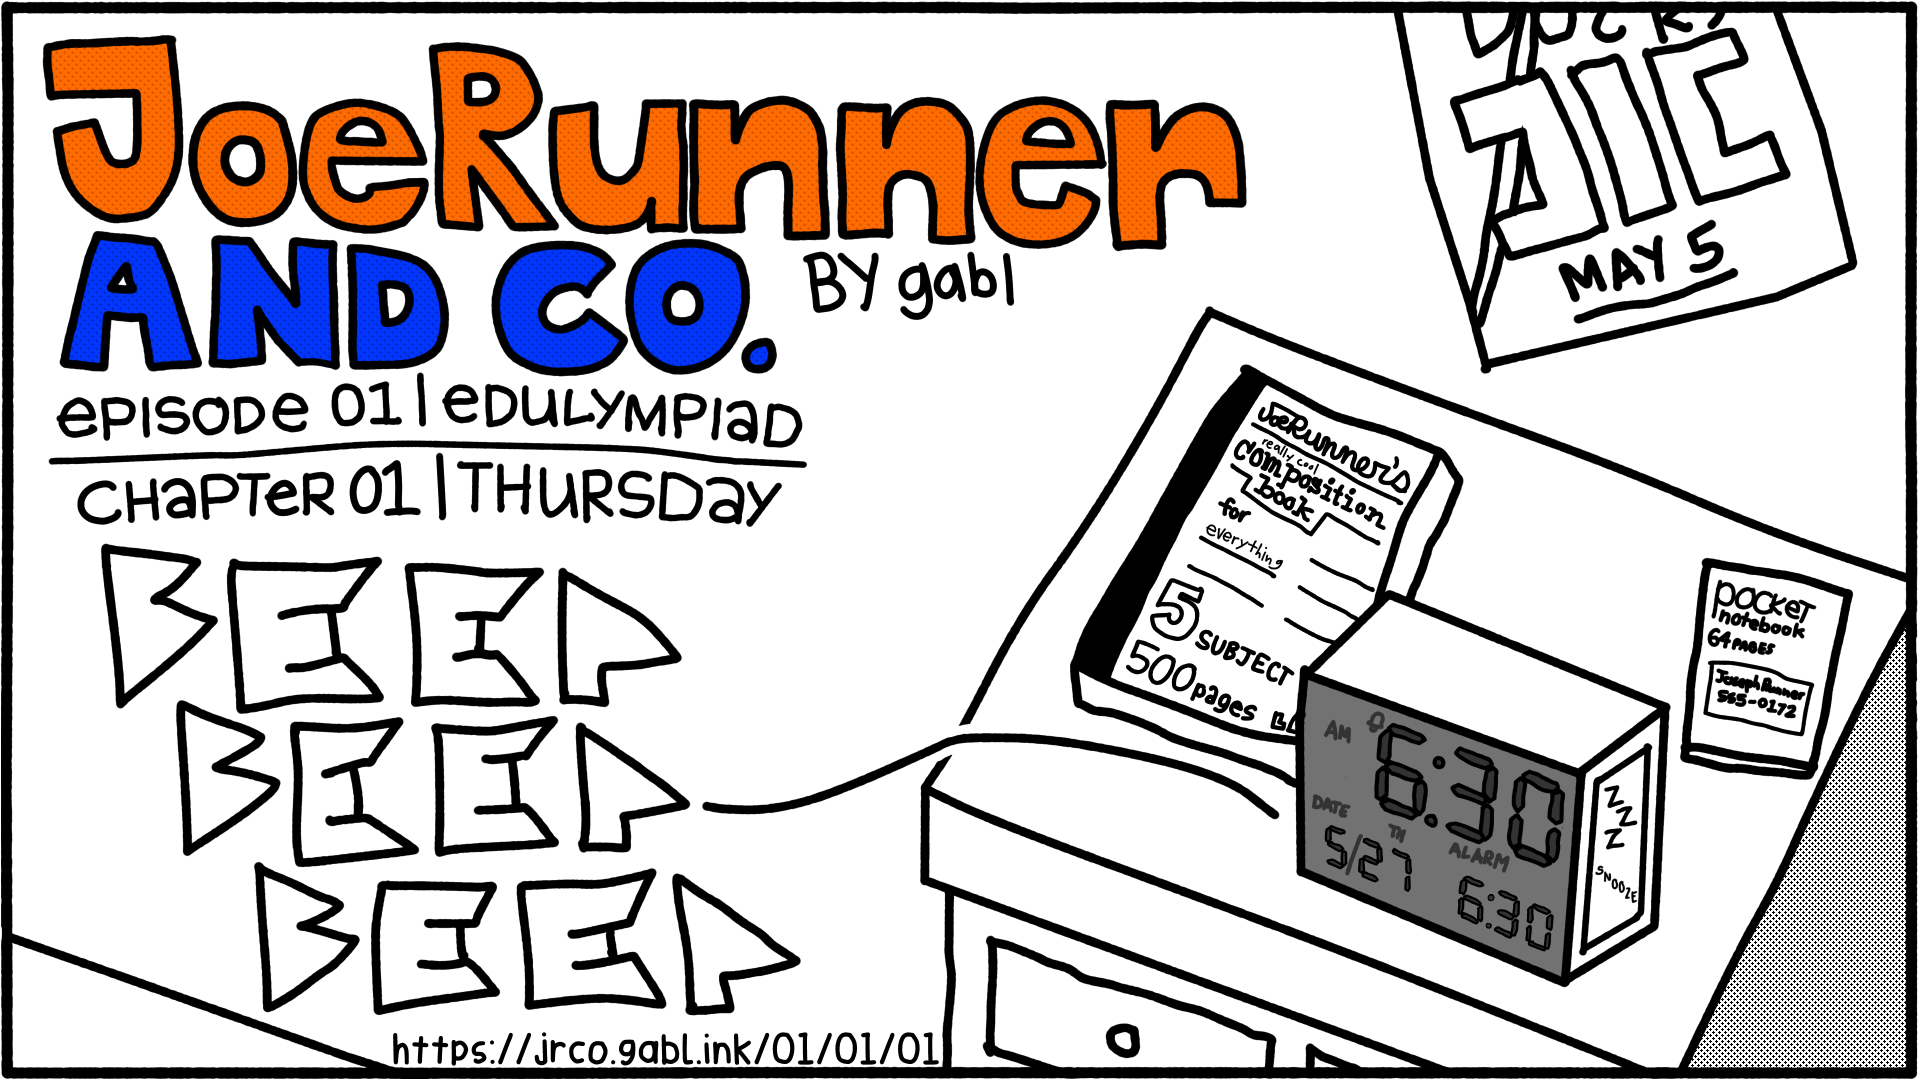 JoeRunner
AND CO.
BY gabl
EPISODE 01 | EDULYMPIAD
CHAPTER 01 | THURSDAY
BEEP
BEEP
BEEP
MAY 5
JoeRunner's
really cool
composition
book
for
everything
5 SUBJECT
500 pages
AM 6:30
DATE TH ALARM
5/27 6:30
ZZZ
SNOOZE
POCKET
notebook
64 PAGES
Joseph Runner
565-0172
https://jrco.gabl.ink/01/01/01